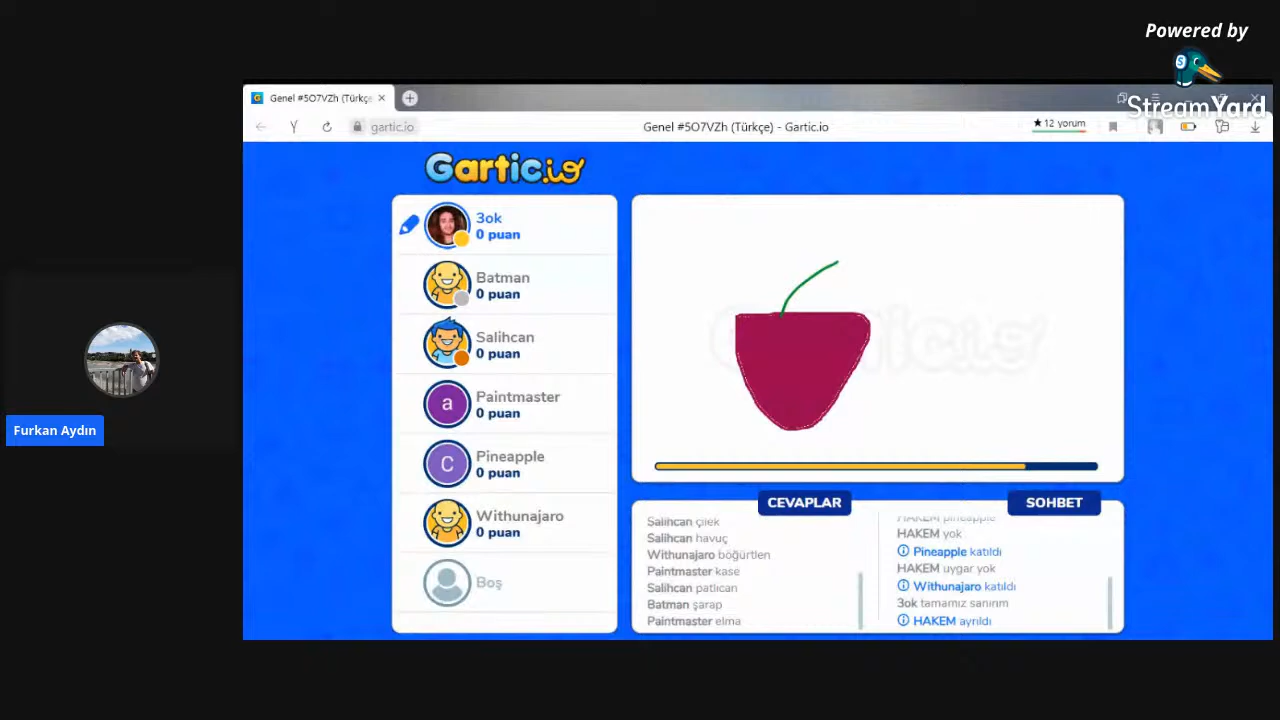 Powered by
StreamYard
Genel #5O7VZh (Türkçe
gartic.io
Genel #5O7VZh (Türkçe) - Gartic.io
★12 yorum
Gartic.io
3ok
0 puan
Batman
0 puan
Salihcan
0 puan
a
Paintmaster
0 puan
C
Pineapple
0 puan
Withunajaro
0 puan
Boş
Furkan Aydın
CEVAPLAR
Salihcan çilek
Salihcan havuç
Withunajaro böğürtlen
Paintmaster kase
Salihcan patlıcan
Batman şarap
Paintmaster elma
SOHBET
HAKEM pineapple
HAKEM yok
Pineapple katıldı
HAKEM uygar yok
Withunajaro katıldı
3ok tamamız sanırım
HAKEM ayrıldı